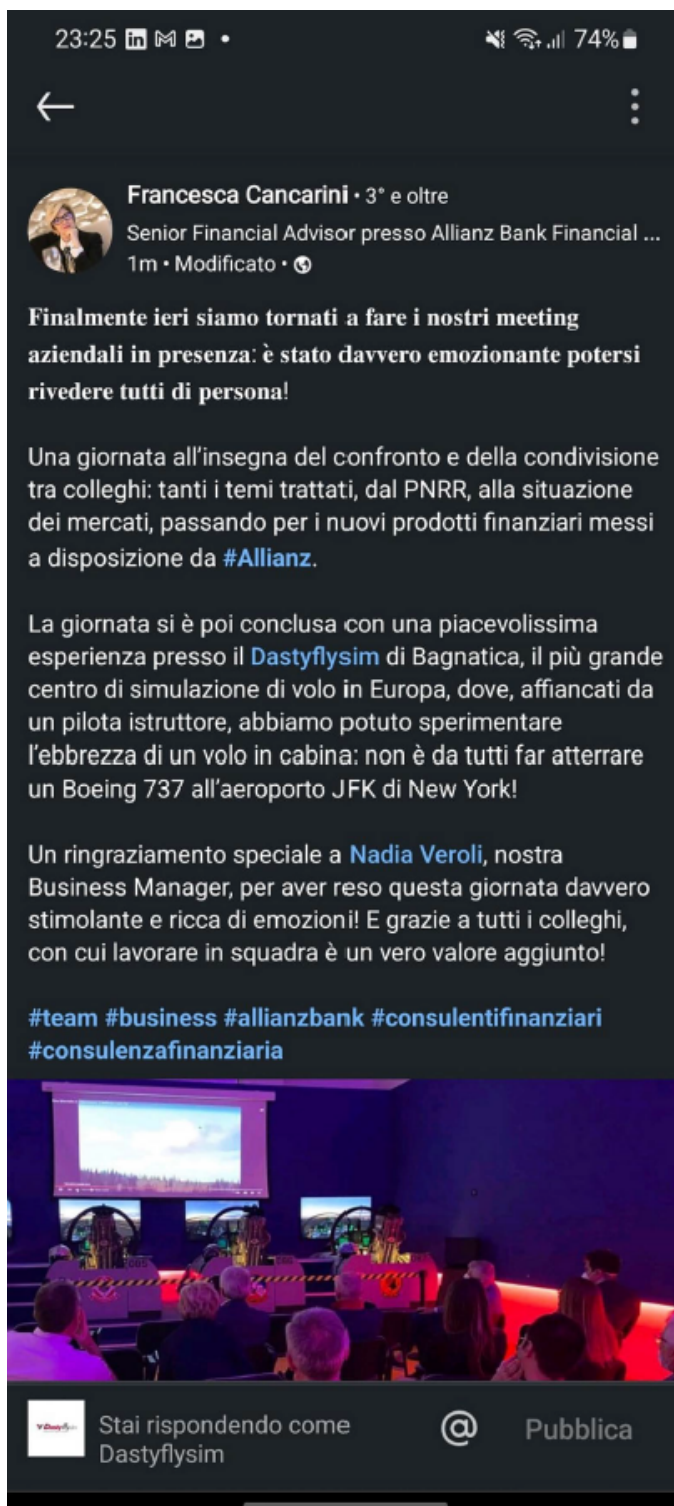 23:25
74%
Francesca Cancarini • 3° e oltre
Senior Financial Advisor presso Allianz Bank Financial ...
1m • Modificato •
Finalmente ieri siamo tornati a fare i nostri meeting
aziendali in presenza: è stato davvero emozionante potersi
rivedere tutti di persona!
Una giornata all'insegna del confronto e della condivisione
tra colleghi: tanti i temi trattati, dal PNRR, alla situazione
dei mercati, passando per i nuovi prodotti finanziari messi
a disposizione da #Allianz.
La giornata si è poi conclusa con una piacevolissima
esperienza presso il Dastyflysim di Bagnatica, il più grande
centro di simulazione di volo in Europa, dove, affiancati da
un pilota istruttore, abbiamo potuto sperimentare
l'ebbrezza di un volo in cabina: non è da tutti far atterrare
un Boeing 737 all'aeroporto JFK di New York!
Un ringraziamento speciale a Nadia Veroli, nostra
Business Manager, per aver reso questa giornata davvero
stimolante e ricca di emozioni! E grazie a tutti i colleghi,
con cui lavorare in squadra è un vero valore aggiunto!
#team #business #allianzbank #consulentifinanziari
#consulenzafinanziaria
Stai rispondendo come
Dastyflysim
@
Pubblica